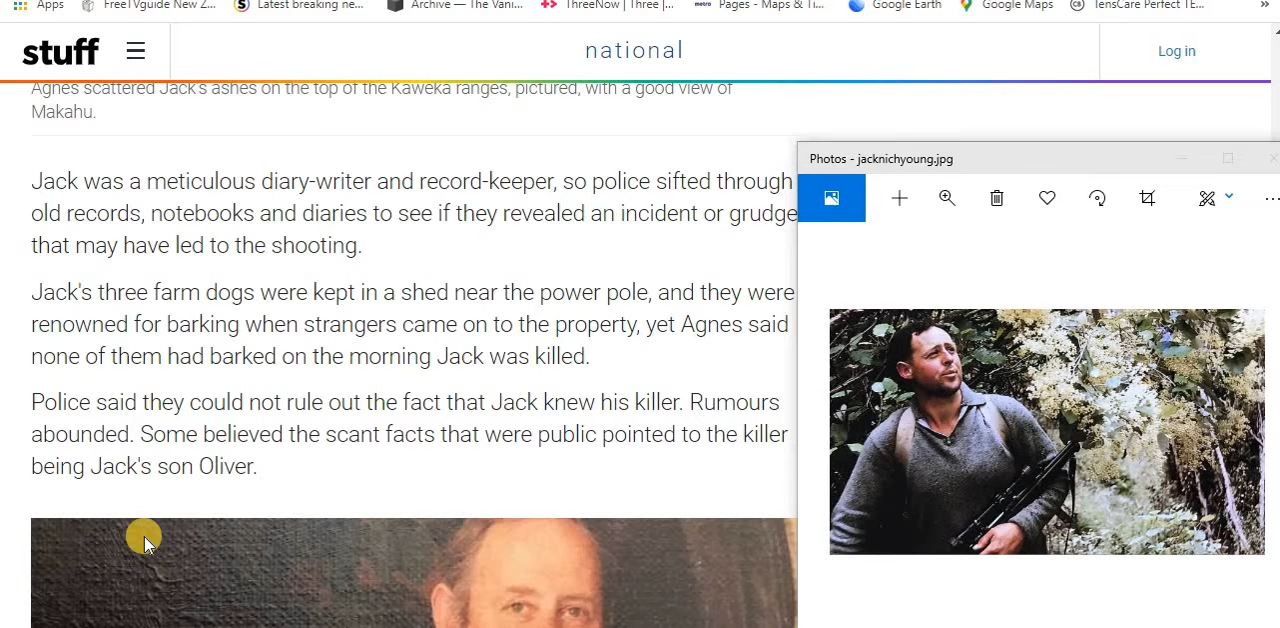 Apps
FreeTVguide New Z...
Latest breaking ne...
Archive — The Vani...
ThreeNow | Three |...
metro Pages - Maps & Ti...
Google Earth
Google Maps
TensCare Perfect TE...
»
stuff
national
Log in
Agnes scattered Jack's ashes on the top of the Kaweka ranges, pictured, with a good view of
Makahu.
Jack was a meticulous diary-writer and record-keeper, so police sifted through
old records, notebooks and diaries to see if they revealed an incident or grudge
that may have led to the shooting.
Jack's three farm dogs were kept in a shed near the power pole, and they were
renowned for barking when strangers came on to the property, yet Agnes said
none of them had barked on the morning Jack was killed.
Police said they could not rule out the fact that Jack knew his killer. Rumours
abounded. Some believed the scant facts that were public pointed to the killer
being Jack's son Oliver.
Photos - jacknichyoung.jpg